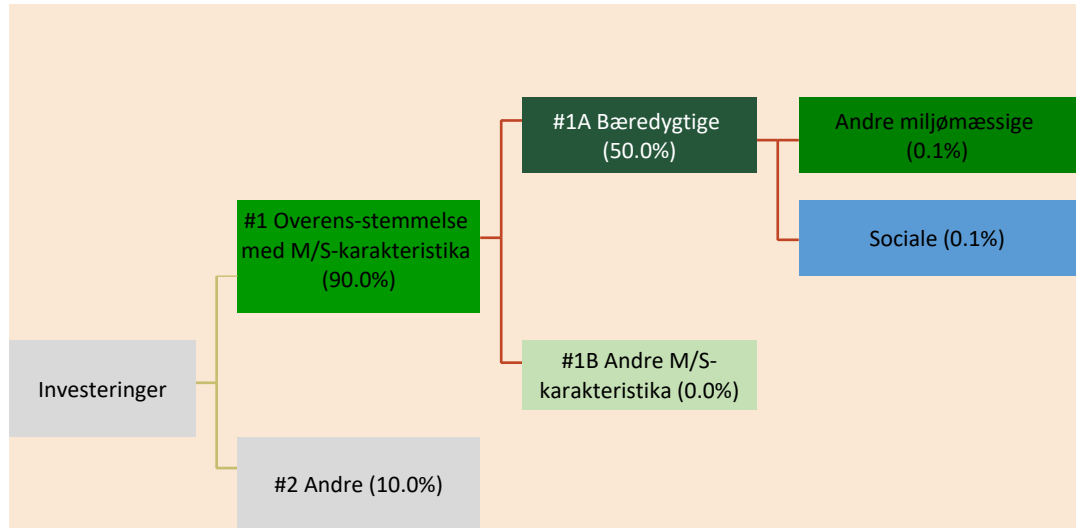 Investeringer
#1 Overens-stemmelse
med M/S-karakteristika
(90.0%)
#2 Andre (10.0%)
#1A Bæredygtige
(50.0%)
#1B Andre M/S-
karakteristika (0.0%)
Andre miljømæssige
(0.1%)
Sociale (0.1%)